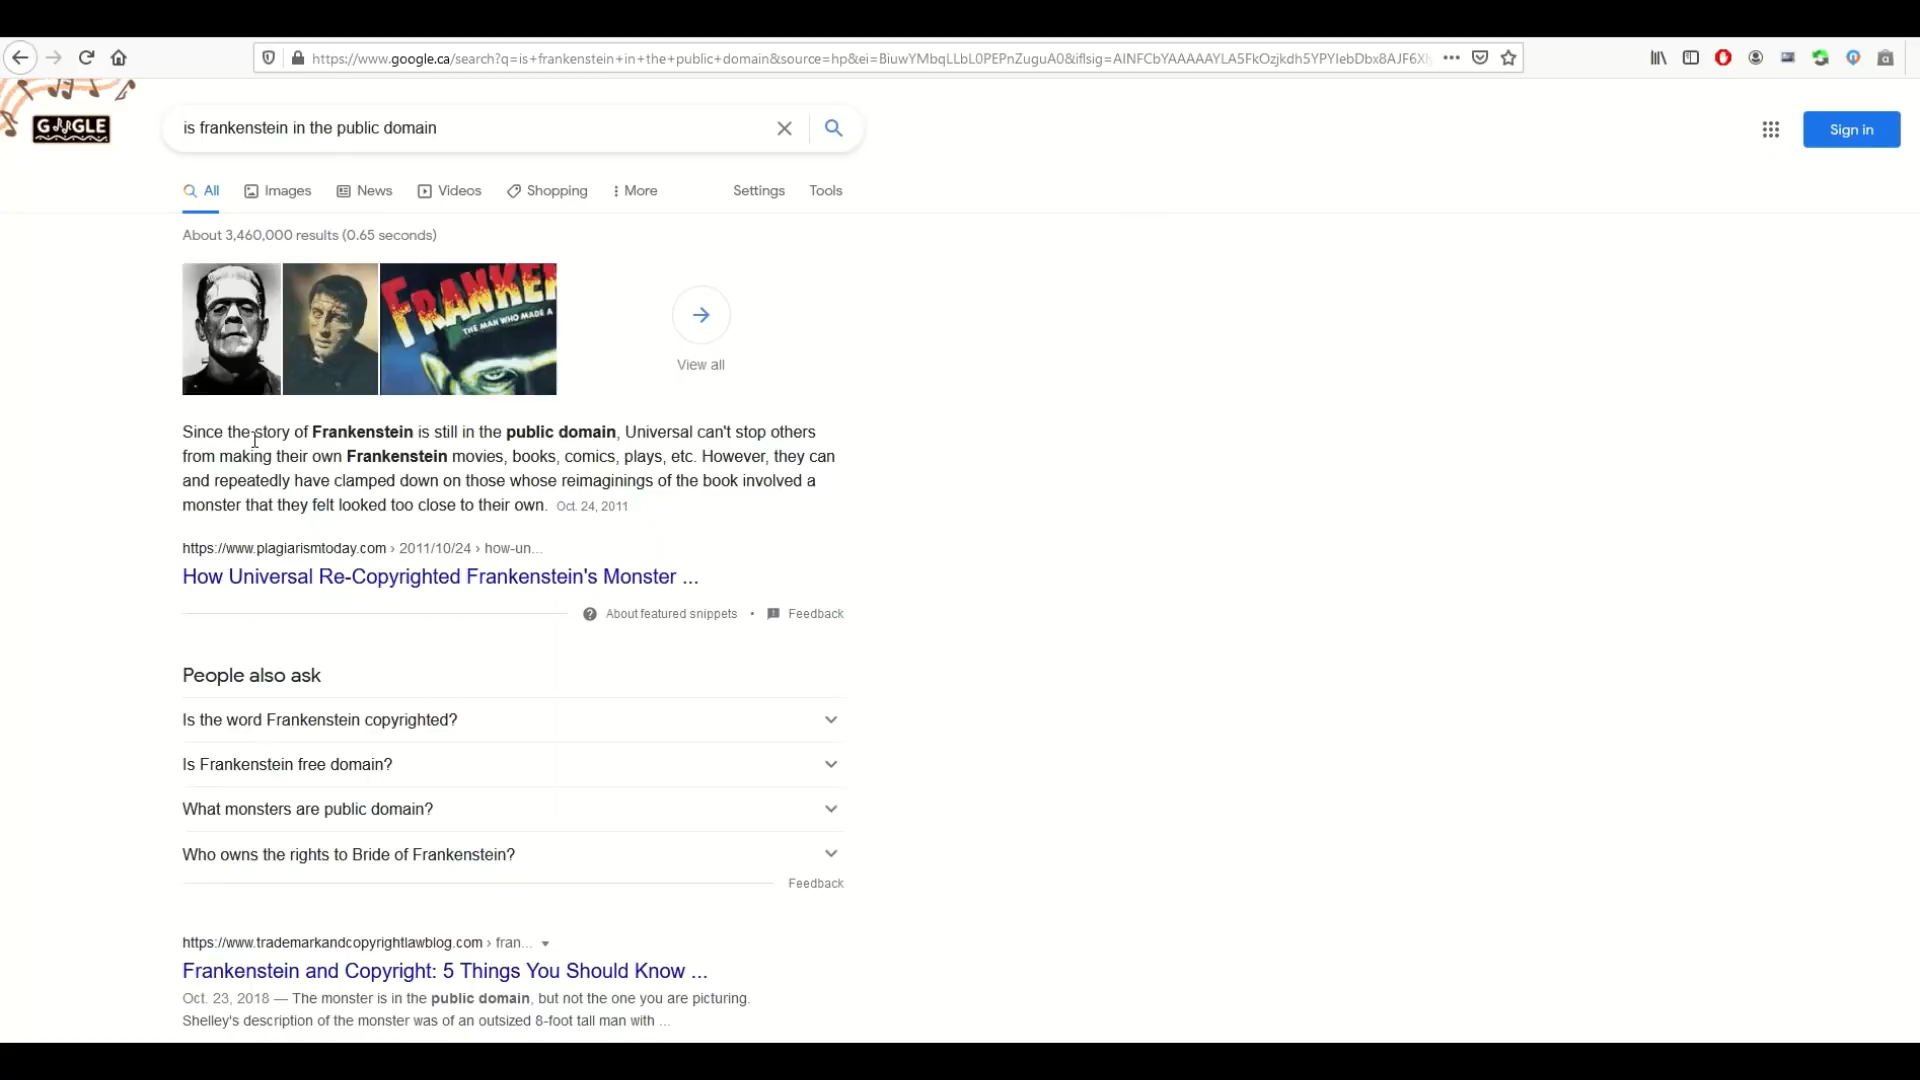 https://www.google.ca/search?q=is+frankenstein+in+the+public+domain&source=hp&ei=BiuwYMbqLLbL0PEPnZuguA0&iflsig=AINFCbYAAAAAYLA5FkOzjkdh5YPYIebDbx8AJF6X
GOOGLE
is frankenstein in the public domain
Sign in
All Images News Videos Shopping More Settings Tools
About 3,460,000 results (0.65 seconds)
FRANKEN
THE MAN WHO MADE A
View all
Since the story of Frankenstein is still in the public domain, Universal can't stop others
from making their own Frankenstein movies, books, comics, plays, etc. However, they can
and repeatedly have clamped down on those whose reimaginings of the book involved a
monster that they felt looked too close to their own. Oct. 24, 2011
https://www.plagiarismtoday.com › 2011/10/24 › how-un...
How Universal Re-Copyrighted Frankenstein's Monster ...
About featured snippets • Feedback
People also ask
Is the word Frankenstein copyrighted?
Is Frankenstein free domain?
What monsters are public domain?
Who owns the rights to Bride of Frankenstein?
Feedback
https://www.trademarkandcopyrightlawblog.com › fran...
Frankenstein and Copyright: 5 Things You Should Know ...
Oct. 23, 2018 — The monster is in the public domain, but not the one you are picturing.
Shelley's description of the monster was of an outsized 8-foot tall man with ...